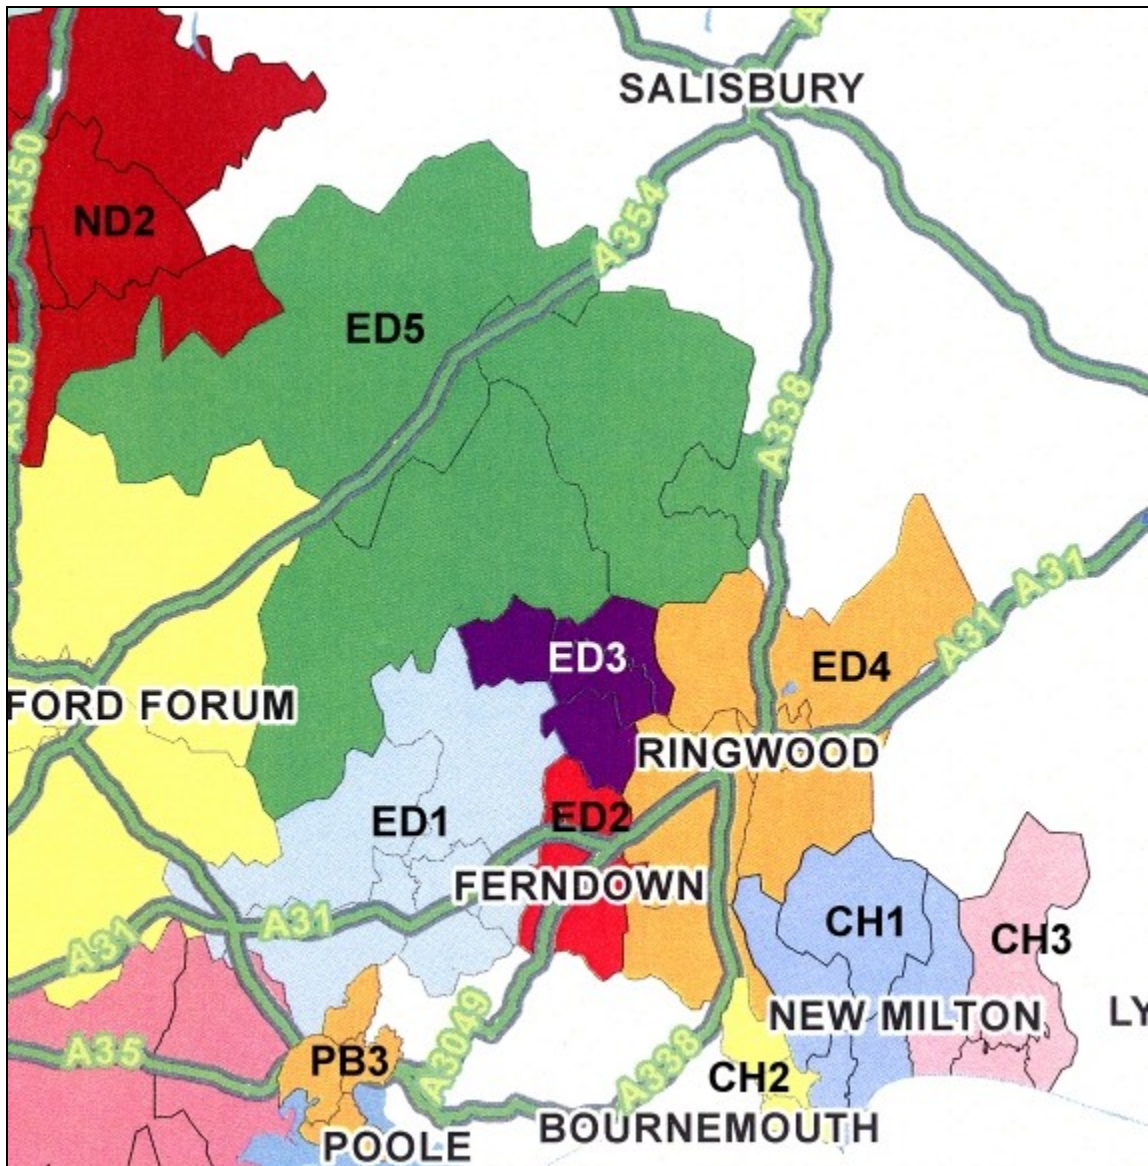 SALISBURY
A350
ND2
A354
ED5
A350
A338
A31
A31
ED3
ED4
FORD FORUM
RINGWOOD
ED1
ED2
FERNDOWN
A31
A31
CH1
CH3
A3049
NEW MILTON
LY
A35
PB3
A338
CH2
BOURNEMOUTH
POOLE